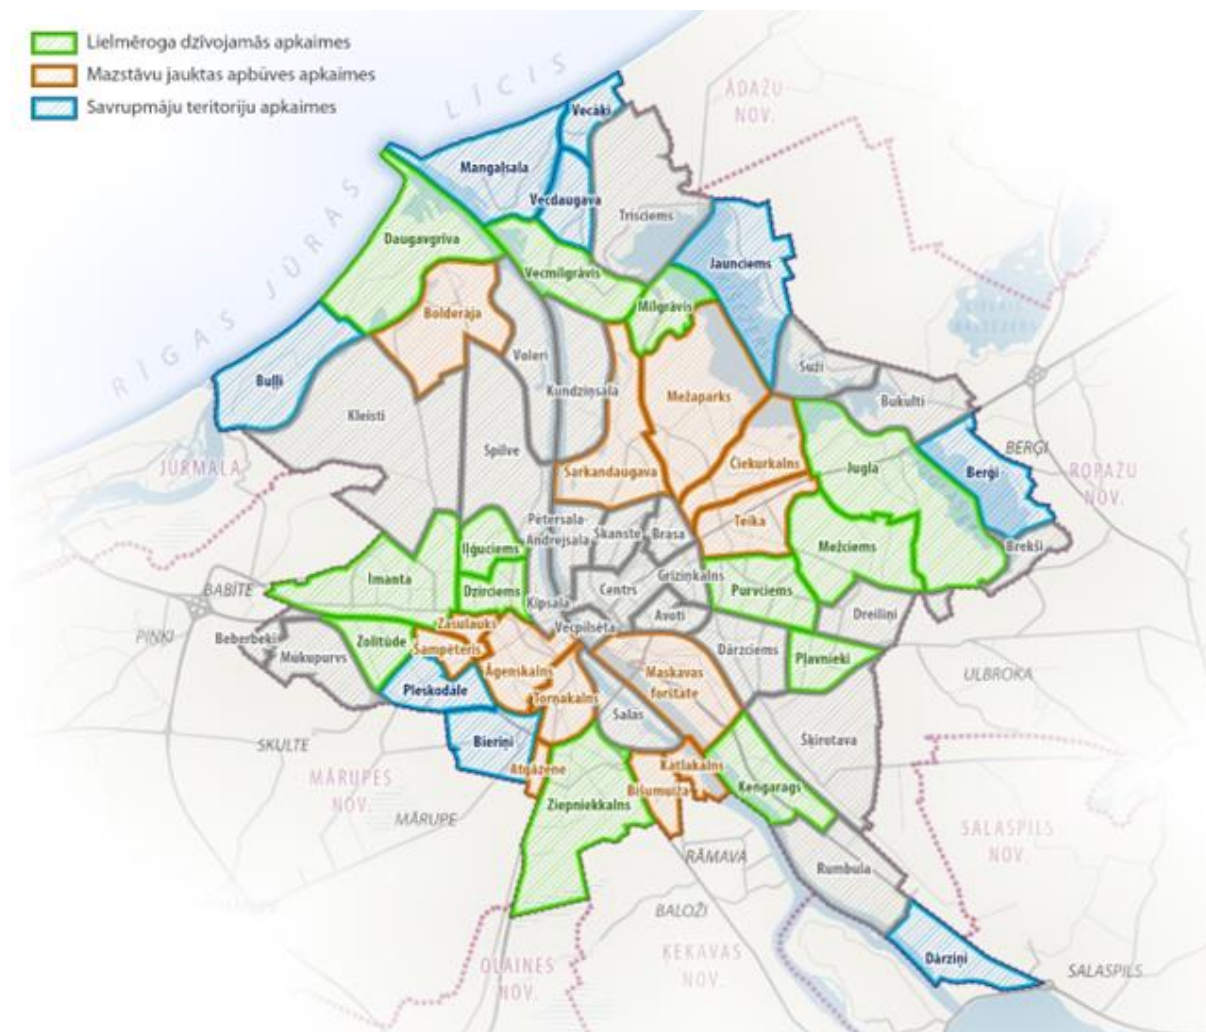 Lielmēroga dzīvojamās apkaimes
Mazstāvu jauktas apbūves apkaimes
Savrupmāju teritoriju apkaimes
RĪGAS JŪRAS LĪCIS
ĀDAŽU
NOV.
Vecāķi
Mangaļsala
Vecdaugava
Trīsciems
Daugavgrīva
Vecmīlgrāvis
Jaunciems
Mīlgrāvis
Bolderāja
Voleri
Kundziņsala
Suži
Buļļi
Kleisti
Mežaparks
Bukulti
Spilve
BERĢI
JŪRMALA
Sarkandaugava
Čiekurkalns
Jugla
Berģi
ROPAŽU
NOV.
Pētersala-
Andrejsala
Skanste
Brasa
Teika
Mežciems
Brekši
Iļģuciems
Imanta
Dzirciems
Centrs
Grīziņkalns
Purvciems
BABĪTE
Ķīpsala
Avoti
Dreiliņi
PIŅĶI
Beberbeķi
Mūkupurvs
Zolitūde
Zasulauks
Šampēteris
Vecpilsēta
Dārzciems
Pļavnieki
ULBROKA
Pleskodāle
Āgenskalns
Torņakalns
Maskavas
forštate
Salas
Šķirotava
SKULTE
Bieriņi
Atgāzene
Katlakalns
MĀRUPES
NOV.
MĀRUPE
Ziepniekkalns
Bišumuiža
Ķengarags
SALASPILS
NOV.
RĀMAVA
Rumbula
BALOŽI
ĶEKAVAS
NOV.
OLAINES
NOV.
Dārziņi
SALASPILS